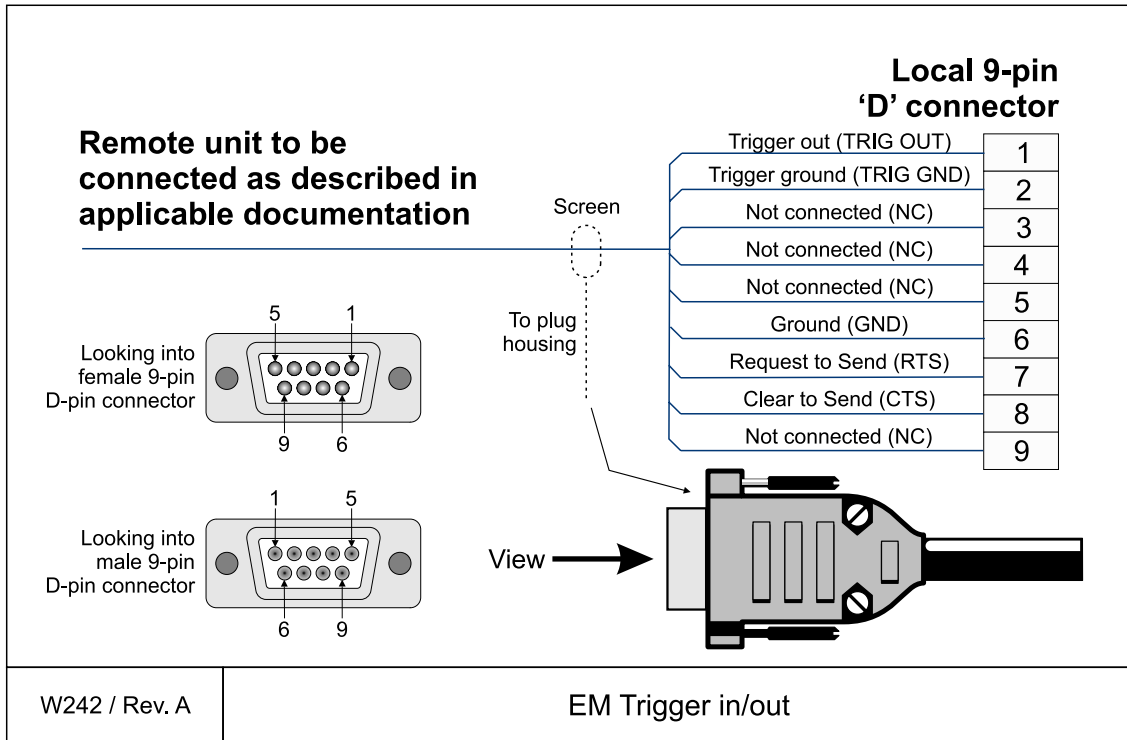 Local 9-pin
‘D’ connector
Remote unit to be
connected as described in
applicable documentation
Screen
To plug
housing
Trigger out (TRIG OUT)
1
Trigger ground (TRIG GND)
2
Not connected (NC)
3
Not connected (NC)
4
Not connected (NC)
5
Ground (GND)
6
Request to Send (RTS)
7
Clear to Send (CTS)
8
Not connected (NC)
9
5 1
Looking into
female 9-pin
D-pin connector
9 6
1 5
Looking into
male 9-pin
D-pin connector
6 9
View
W242 / Rev. A
EM Trigger in/out